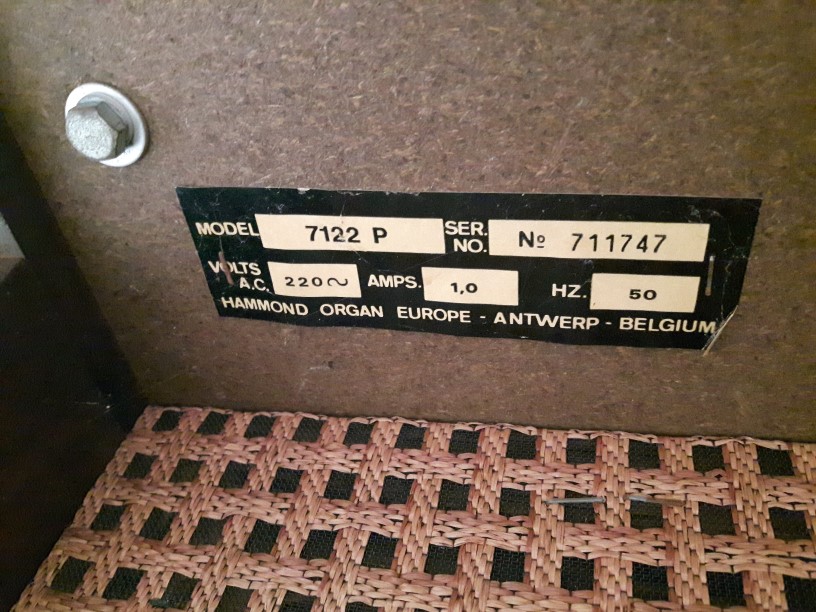 MODEL 7122 P SER. NO. Nº 711747
VOLTS A.C. 220~ AMPS. 1,0 HZ. 50
HAMMOND ORGAN EUROPE - ANTWERP - BELGIUM